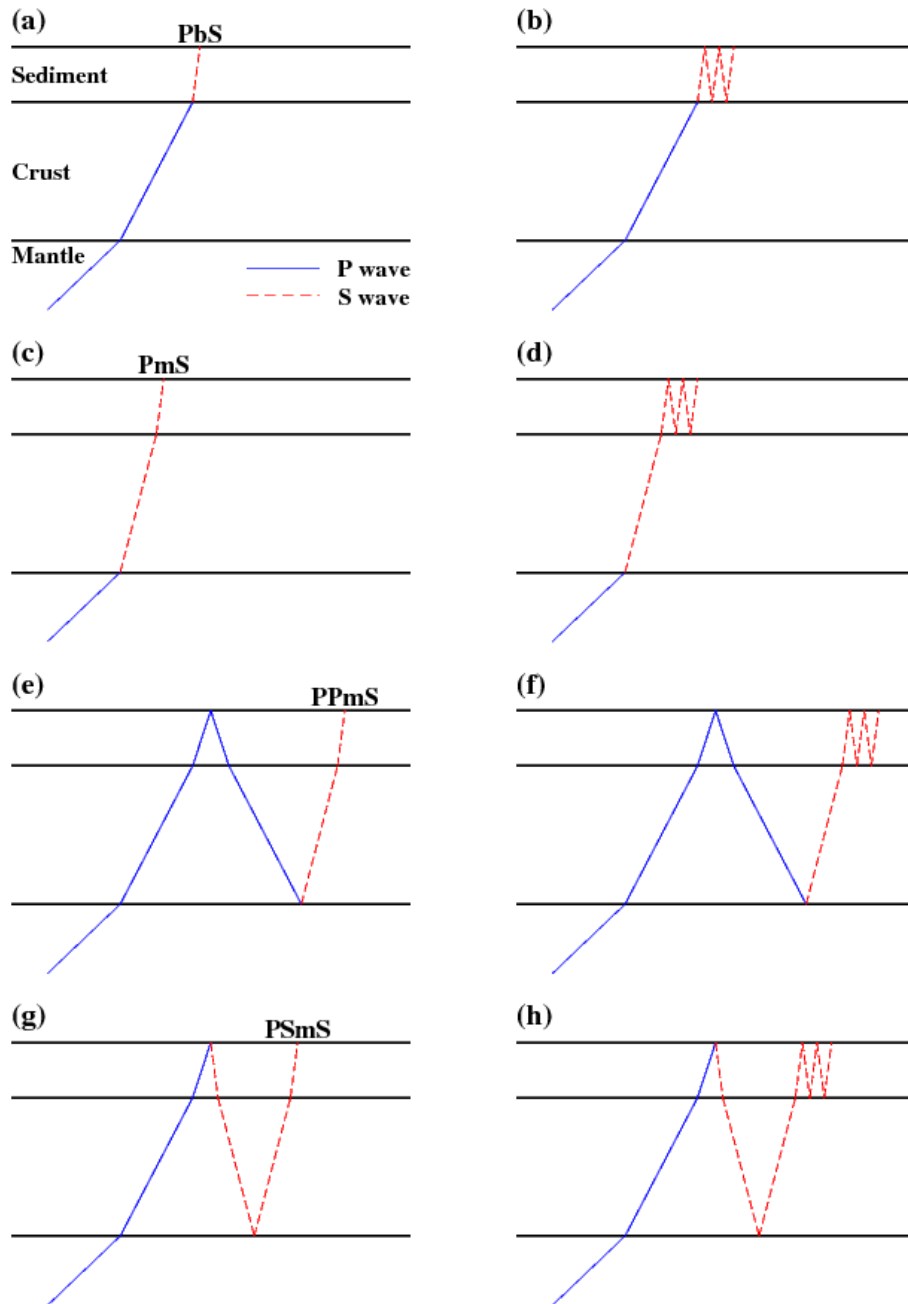 (a)
PbS
Sediment
Crust
Mantle
P wave
S wave
(b)
(c)
PmS
(d)
(e)
PPmS
(f)
(g)
PSmS
(h)